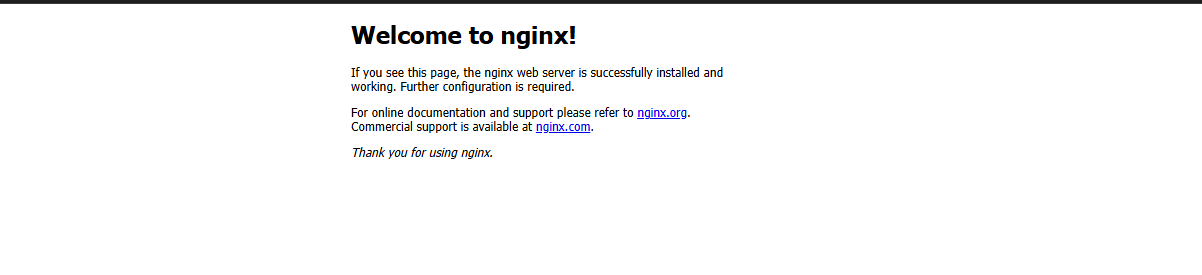 Welcome to nginx!
If you see this page, the nginx web server is successfully installed and
working. Further configuration is required.
For online documentation and support please refer to nginx.org.
Commercial support is available at nginx.com.
Thank you for using nginx.